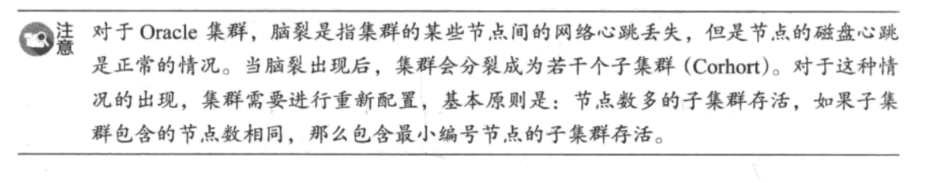 注意 对于 Oracle 集群，脑裂是指集群的某些节点间的网络心跳丢失，但是节点的磁盘心跳
是正常的情况。当脑裂出现后，集群会分裂成为若干个子集群（Corhort）。对于这种情
况的出现，集群需要进行重新配置，基本原则是：节点数多的子集群存活，如果子集
群包含的节点数相同，那么包含最小编号节点的子集群存活。